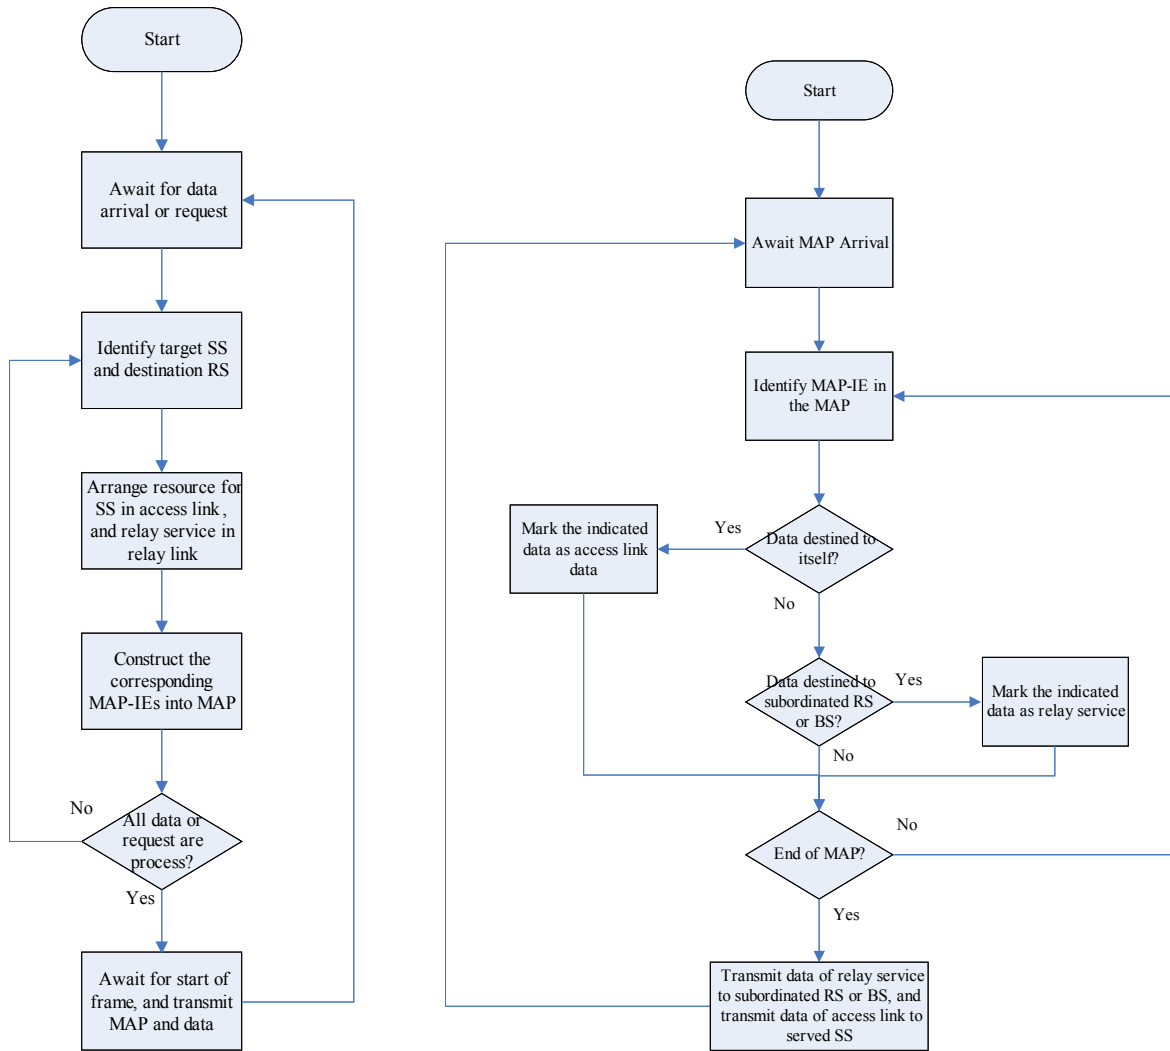 Start
Await for data
arrival or request
Identify target SS
and destination RS
Arrange resource for
SS in access link,
and relay service in
relay link
Construct the
corresponding
MAP-IEs into MAP
No
All data or
request are
process?
Yes
Await for start of
frame, and transmit
MAP and data
Start
Await MAP Arrival
Identify MAP-IE in
the MAP
Mark the indicated
data as access link
data
Yes
Data destined to
itself?
No
Data destined to
subordinated RS
or BS?
Yes
Mark the indicated
data as relay service
No
End of MAP?
No
Yes
Transmit data of relay service
to subordinated RS or BS, and
transmit data of access link to
served SS